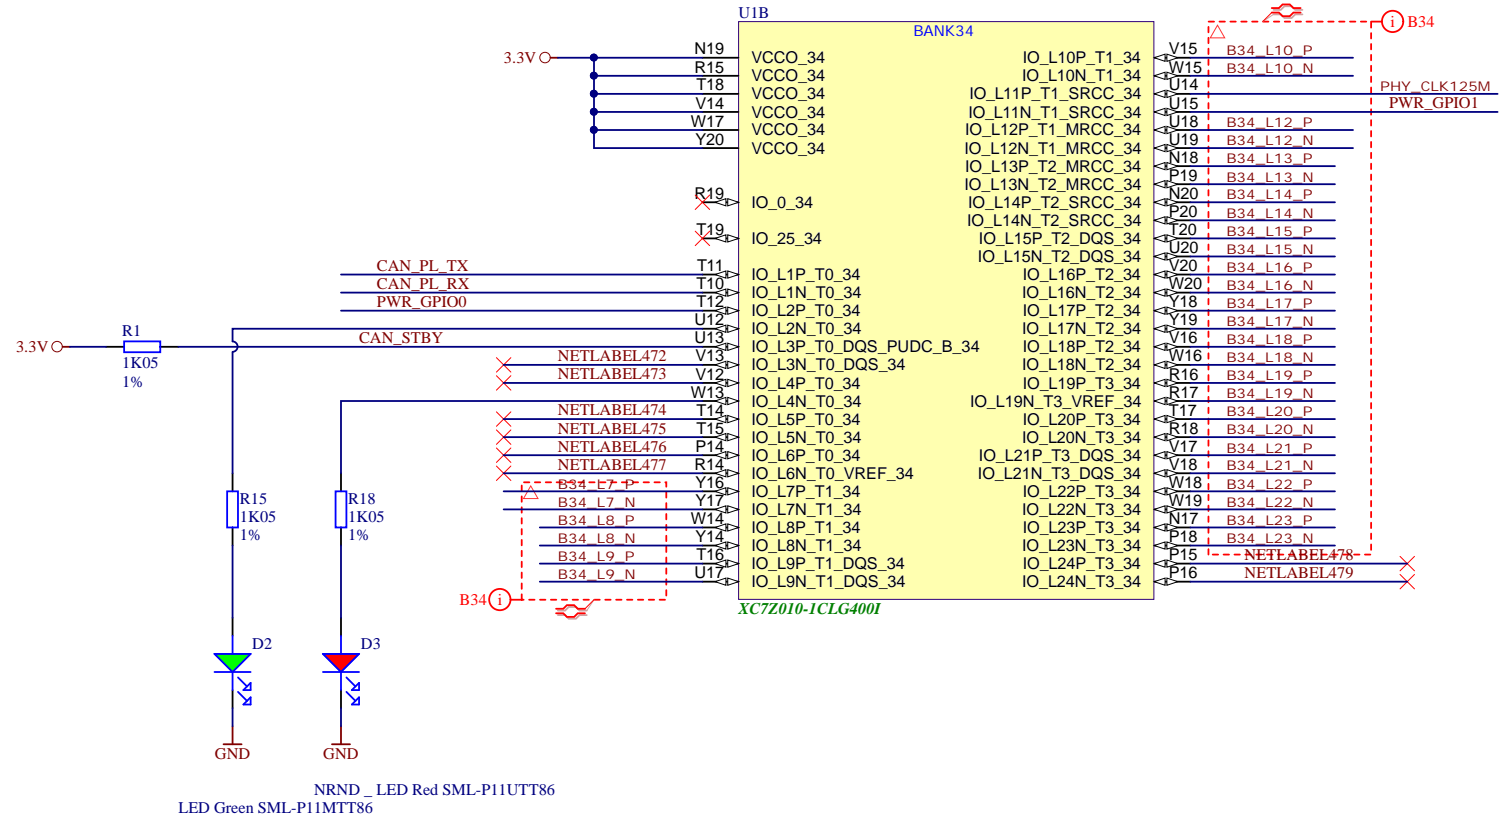 U1B
BANK34
B34
3.3V
N19 VCCO_34
R15 VCCO_34
T18 VCCO_34
V14 VCCO_34
W17 VCCO_34
Y20 VCCO_34
R19 IO_0_34
T19 IO_25_34
CAN_PL_TX T11 IO_L1P_T0_34
CAN_PL_RX T10 IO_L1N_T0_34
PWR_GPIO0 T12 IO_L2P_T0_34
U12 IO_L2N_T0_34
3.3V R1 CAN_STBY U13 IO_L3P_T0_DQS_PUDC_B_34
1K05
1%
NETLABEL472 V13 IO_L3N_T0_DQS_34
NETLABEL473 V12 IO_L4P_T0_34
W13 IO_L4N_T0_34
NETLABEL474 T14 IO_L5P_T0_34
NETLABEL475 T15 IO_L5N_T0_34
NETLABEL476 P14 IO_L6P_T0_34
NETLABEL477 R14 IO_L6N_T0_VREF_34
B34_L7_P Y16 IO_L7P_T1_34
B34_L7_N Y17 IO_L7N_T1_34
B34_L8_P W14 IO_L8P_T1_34
B34_L8_N Y14 IO_L8N_T1_34
B34_L9_P T16 IO_L9P_T1_DQS_34
B34_L9_N U17 IO_L9N_T1_DQS_34
B34 i
IO_L10P_T1_34 V15 B34_L10_P
IO_L10N_T1_34 W15 B34_L10_N
IO_L11P_T1_SRCC_34 U14 PHY_CLK125M
IO_L11N_T1_SRCC_34 U15 PWR_GPIO1
IO_L12P_T1_MRCC_34 U18 B34_L12_P
IO_L12N_T1_MRCC_34 U19 B34_L12_N
IO_L13P_T2_MRCC_34 N18 B34_L13_P
IO_L13N_T2_MRCC_34 P19 B34_L13_N
IO_L14P_T2_SRCC_34 N20 B34_L14_P
IO_L14N_T2_SRCC_34 P20 B34_L14_N
IO_L15P_T2_DQS_34 T20 B34_L15_P
IO_L15N_T2_DQS_34 U20 B34_L15_N
IO_L16P_T2_34 V20 B34_L16_P
IO_L16N_T2_34 W20 B34_L16_N
IO_L17P_T2_34 Y18 B34_L17_P
IO_L17N_T2_34 Y19 B34_L17_N
IO_L18P_T2_34 V16 B34_L18_P
IO_L18N_T2_34 W16 B34_L18_N
IO_L19P_T3_34 R16 B34_L19_P
IO_L19N_T3_VREF_34 R17 B34_L19_N
IO_L20P_T3_34 T17 B34_L20_P
IO_L20N_T3_34 R18 B34_L20_N
IO_L21P_T3_DQS_34 V17 B34_L21_P
IO_L21N_T3_DQS_34 V18 B34_L21_N
IO_L22P_T3_34 W18 B34_L22_P
IO_L22N_T3_34 W19 B34_L22_N
IO_L23P_T3_34 N17 B34_L23_P
IO_L23N_T3_34 P18 B34_L23_N
IO_L24P_T3_34 P15 NETLABEL478
IO_L24N_T3_34 P16 NETLABEL479
i
XC7Z010-1CLG400I
R15
1K05
1%
R18
1K05
1%
D2
D3
GND
GND
NRND _ LED Red SML-P11UTT86
LED Green SML-P11MTT86